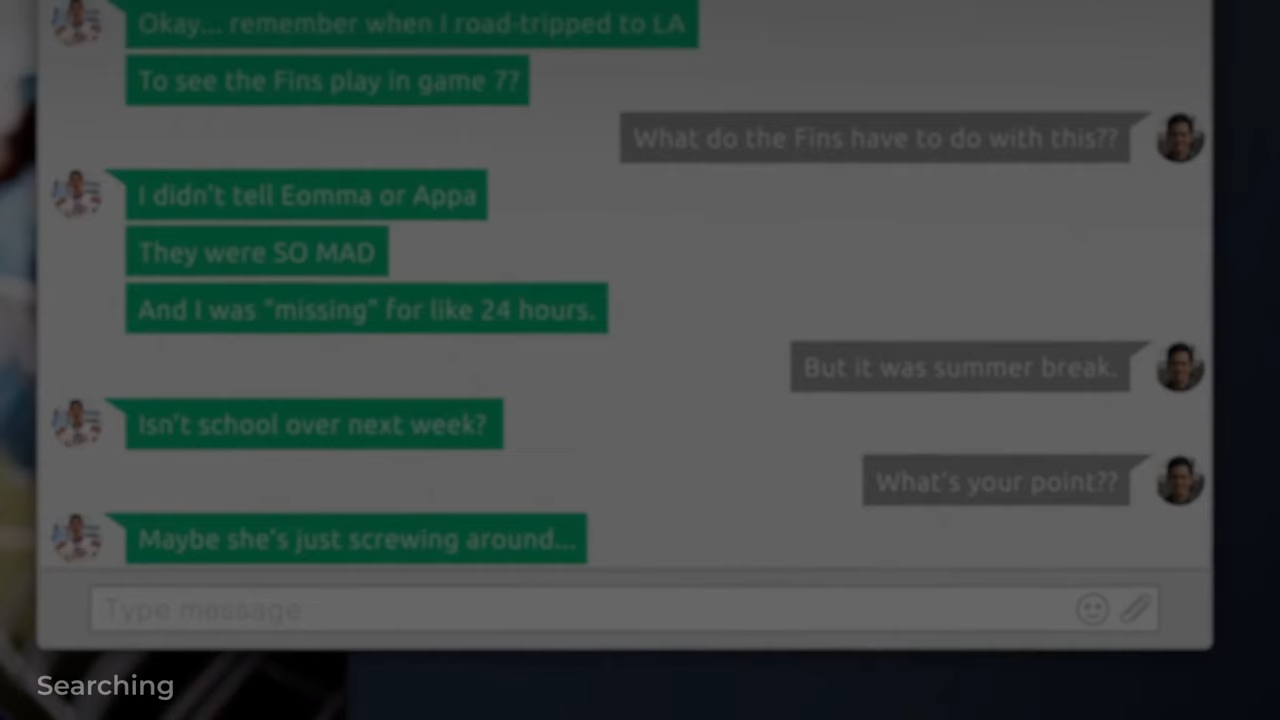 Okay... remember when I road-tripped to LA
To see the Fins play in game 7?
What do the Fins have to do with this??
I didn't tell Eomma or Appa
They were SO MAD
And I was "missing" for like 24 hours.
But it was summer break.
Isn't school over next week?
What's your point??
Maybe she's just screwing around...
Type message
Searching